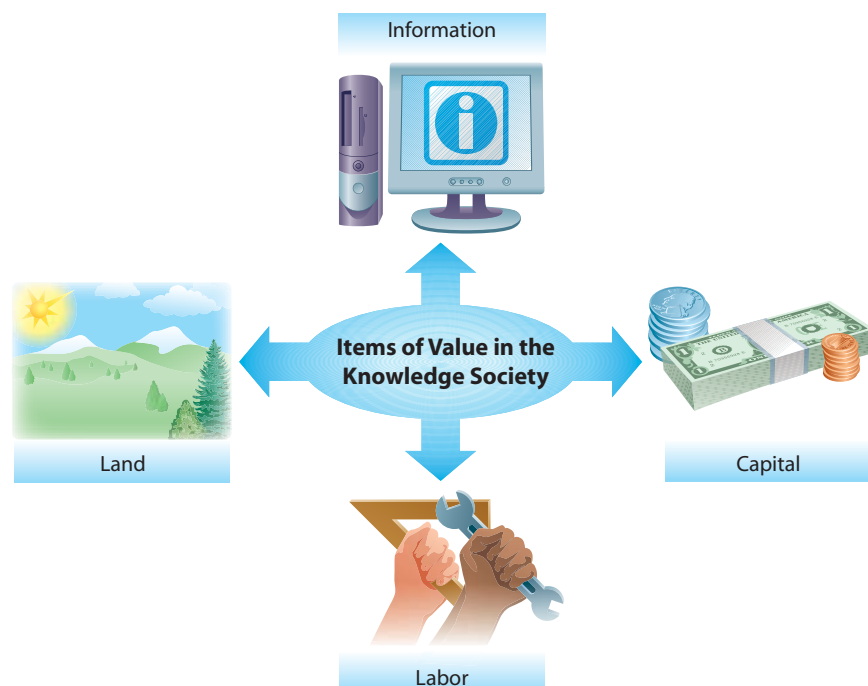 Information
Items of Value in the
Knowledge Society
Land
Capital
Labor